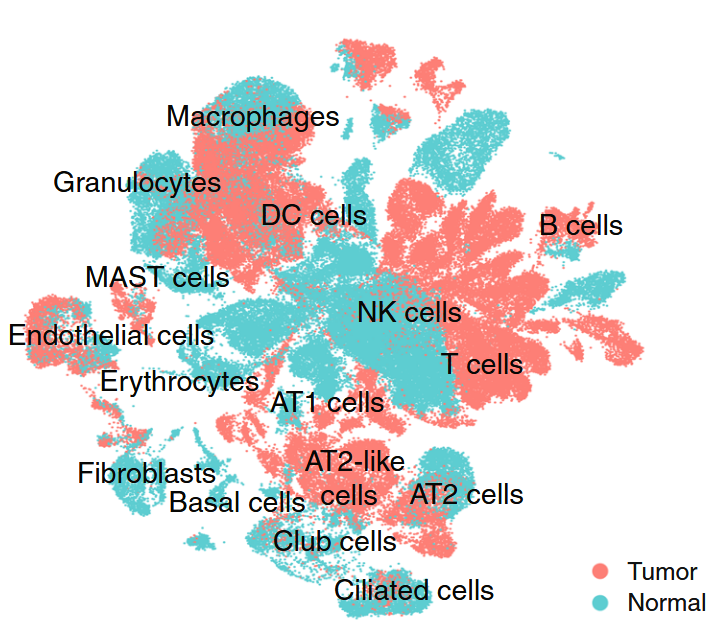 Macrophages
Granulocytes
DC cells
B cells
MAST cells
NK cells
Endothelial cells
T cells
Erythrocytes
AT1 cells
AT2-like
cells
Fibroblasts
AT2 cells
Basal cells
Club cells
Ciliated cells
Tumor
Normal